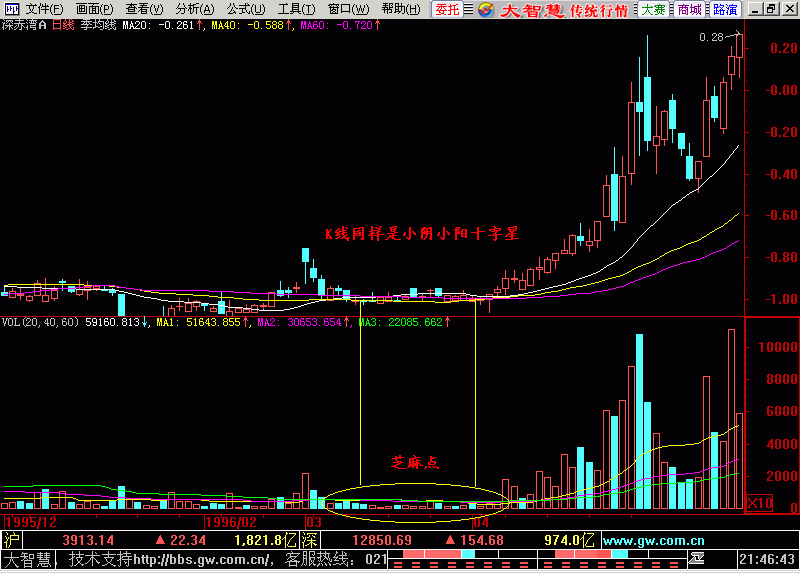 文件(F) 画面(P) 查看(V) 分析(A) 公式(U) 工具(T) 窗口(W) 帮助(H) 委托 大智慧 传统行情 大赛 商城 路演
深赤湾A 日线 季均线 MA20: -0.261↑, MA40: -0.588↑, MA80: -0.720↑
0.28
0.20
-0.00
-0.20
-0.40
-0.60
-0.80
-1.00
K线同样是小阴小阳十字星
VOL(20,40,60) 59160.813↓, MA1: 51643.855↑, MA2: 30653.654↑, MA3: 22085.662↑
10000
8000
6000
4000
2000
X10
芝麻点
1995/12 1996/02 03 04
沪 3913.14 ▲ 22.34 1,821.8亿 深 12850.69 ▲ 154.68 974.0亿 www.gw.com.cn
大智慧，技术支持http://bbs.gw.com.cn/，客服热线：021 21:46:43